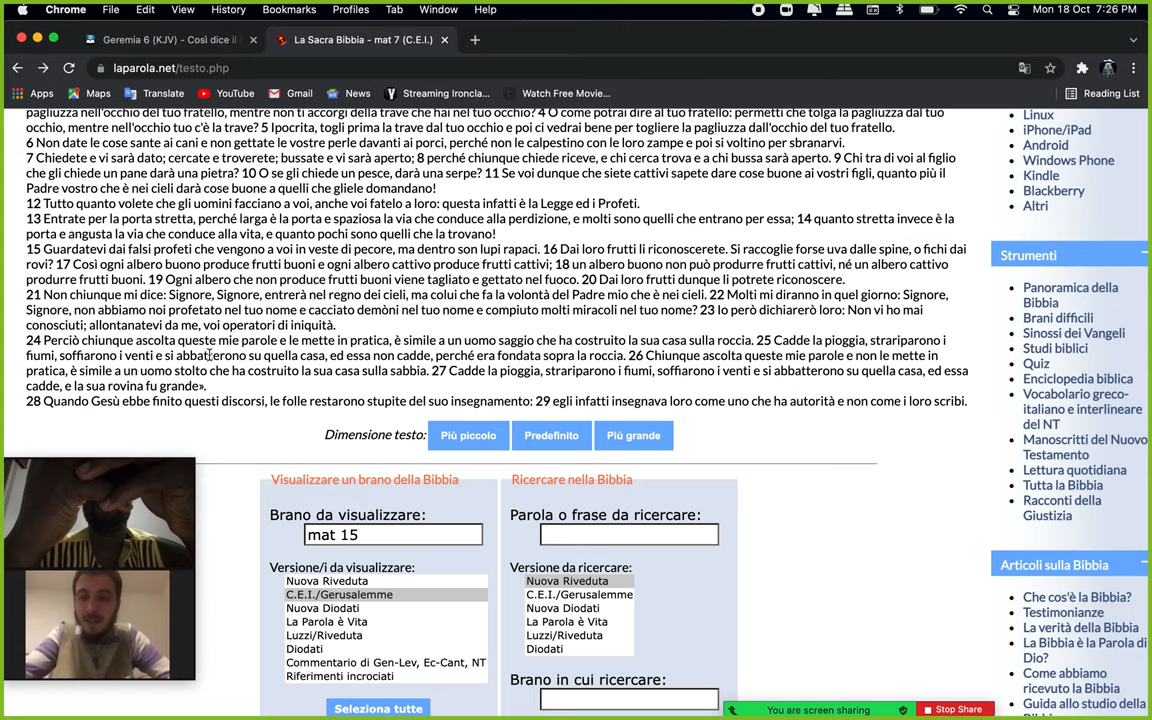 Chrome File Edit View History Bookmarks Profiles Tab Window Help Mon 18 Oct 7:26 PM
Geremia 6 (KJV) - Così dice il La Sacra Bibbia - mat 7 (C.E.I.)
laparola.net/testo.php
Apps Maps Translate YouTube Gmail News Streaming Ironcla... Watch Free Movie... Reading List
pagliuzza nell'occhio del tuo fratello, mentre non ti accorgi della trave che hai nel tuo occhio? 4 O come potrai dire al tuo fratello: permetti che tolga la pagliuzza dal tuo
occhio, mentre nell'occhio tuo c'è la trave? 5 Ipocrita, togli prima la trave dal tuo occhio e poi ci vedrai bene per togliere la pagliuzza dall'occhio del tuo fratello.
6 Non date le cose sante ai cani e non gettate le vostre perle davanti ai porci, perché non le calpestino con le loro zampe e poi si voltino per sbranarvi.
7 Chiedete e vi sarà dato; cercate e troverete; bussate e vi sarà aperto; 8 perché chiunque chiede riceve, e chi cerca trova e a chi bussa sarà aperto. 9 Chi tra di voi al figlio
che gli chiede un pane darà una pietra? 10 O se gli chiede un pesce, darà una serpe? 11 Se voi dunque che siete cattivi sapete dare cose buone ai vostri figli, quanto più il
Padre vostro che è nei cieli darà cose buone a quelli che gliele domandano!
12 Tutto quanto volete che gli uomini facciano a voi, anche voi fatelo a loro: questa infatti è la Legge ed i Profeti.
13 Entrate per la porta stretta, perché larga è la porta e spaziosa la via che conduce alla perdizione, e molti sono quelli che entrano per essa; 14 quanto stretta invece è la
porta e angusta la via che conduce alla vita, e quanto pochi sono quelli che la trovano!
15 Guardatevi dai falsi profeti che vengono a voi in veste di pecore, ma dentro son lupi rapaci. 16 Dai loro frutti li riconoscerete. Si raccoglie forse uva dalle spine, o fichi dai
rovi? 17 Così ogni albero buono produce frutti buoni e ogni albero cattivo produce frutti cattivi; 18 un albero buono non può produrre frutti cattivi, né un albero cattivo
produrre frutti buoni. 19 Ogni albero che non produce frutti buoni viene tagliato e gettato nel fuoco. 20 Dai loro frutti dunque li potrete riconoscere.
21 Non chiunque mi dice: Signore, Signore, entrerà nel regno dei cieli, ma colui che fa la volontà del Padre mio che è nei cieli. 22 Molti mi diranno in quel giorno: Signore,
Signore, non abbiamo noi profetato nel tuo nome e cacciato demòni nel tuo nome e compiuto molti miracoli nel tuo nome? 23 Io però dichiarerò loro: Non vi ho mai
conosciuti; allontanatevi da me, voi operatori di iniquità.
24 Perciò chiunque ascolta queste mie parole e le mette in pratica, è simile a un uomo saggio che ha costruito la sua casa sulla roccia. 25 Cadde la pioggia, strariparono i
fiumi, soffiarono i venti e si abbatterono su quella casa, ed essa non cadde, perché era fondata sopra la roccia. 26 Chiunque ascolta queste mie parole e non le mette in
pratica, è simile a un uomo stolto che ha costruito la sua casa sulla sabbia. 27 Cadde la pioggia, strariparono i fiumi, soffiarono i venti e si abbatterono su quella casa, ed essa
cadde, e la sua rovina fu grande».
28 Quando Gesù ebbe finito questi discorsi, le folle restarono stupite del suo insegnamento: 29 egli infatti insegnava loro come uno che ha autorità e non come i loro scribi.
Dimensione testo: Più piccolo Predefinito Più grande
Visualizzare un brano della Bibbia
Brano da visualizzare:
mat 15
Versione/i da visualizzare:
Nuova Riveduta
C.E.I./Gerusalemme
Nuova Diodati
La Parola è Vita
Luzzi/Riveduta
Diodati
Commentario di Gen-Lev, Ec-Cant, NT
Riferimenti incrociati
Seleziona tutte
Ricercare nella Bibbia
Parola o frase da ricercare:
Versione da ricercare:
Nuova Riveduta
C.E.I./Gerusalemme
Nuova Diodati
La Parola è Vita
Luzzi/Riveduta
Diodati
Brano in cui ricercare:
Linux
iPhone/iPad
Android
Windows Phone
Kindle
Blackberry
Altri
Strumenti
Panoramica della
Bibbia
Brani difficili
Sinossi dei Vangeli
Studi biblici
Quiz
Enciclopedia biblica
Vocabolario greco-
italiano e interlineare
del NT
Manoscritti del Nuovo
Testamento
Lettura quotidiana
Tutta la Bibbia
Racconti della
Giustizia
Articoli sulla Bibbia
Che cos'è la Bibbia?
Testimonianze
La verità della Bibbia
La Bibbia è la Parola di
Dio?
Come abbiamo
ricevuto la Bibbia
Guida allo studio della
You are screen sharing Stop Share